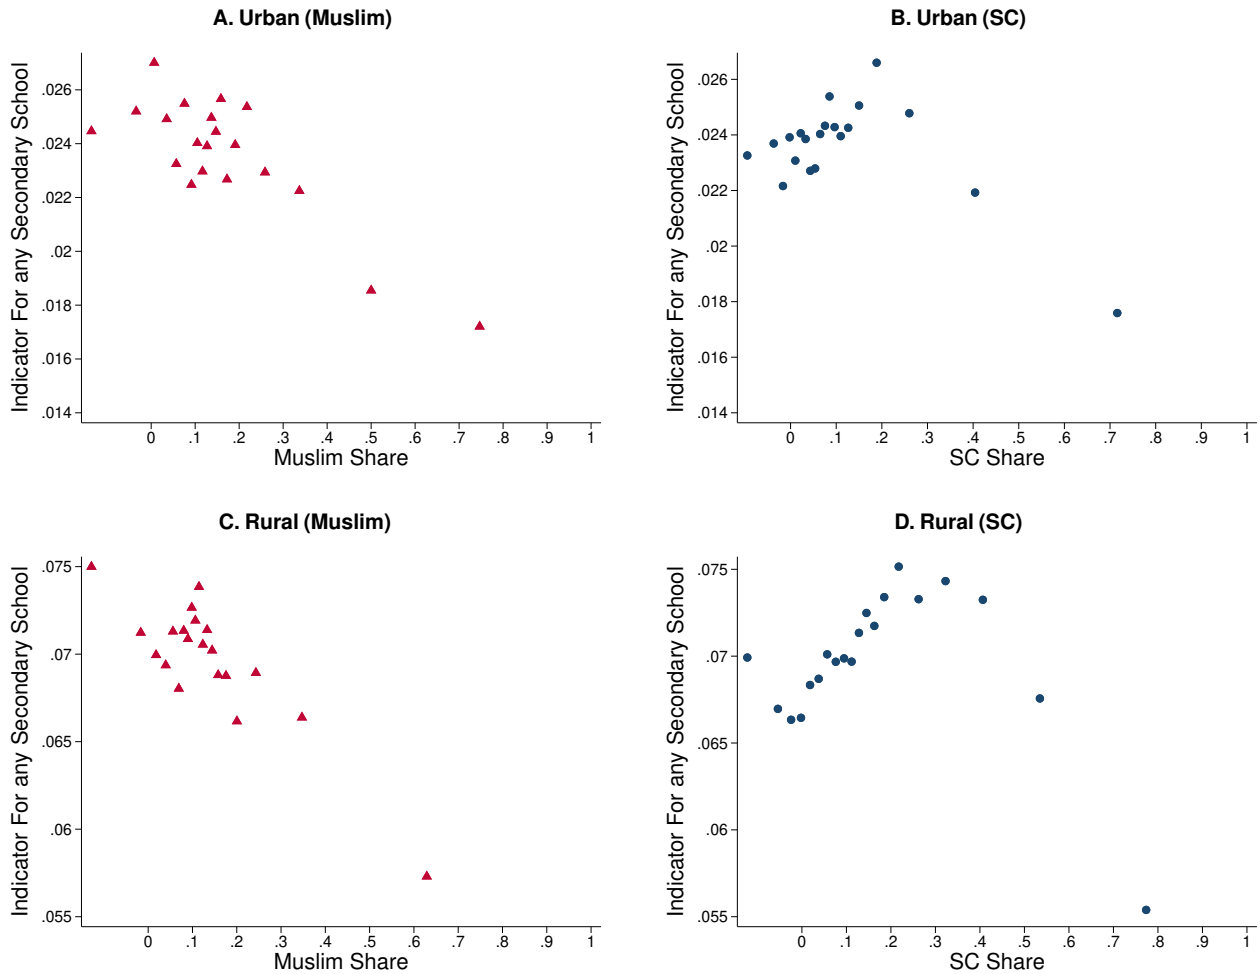 A. Urban (Muslim)
Indicator For any Secondary School
.026
.024
.022
.02
.018
.016
.014
0 .1 .2 .3 .4 .5 .6 .7 .8 .9 1
Muslim Share
B. Urban (SC)
Indicator For any Secondary School
.026
.024
.022
.02
.018
.016
.014
0 .1 .2 .3 .4 .5 .6 .7 .8 .9 1
SC Share
C. Rural (Muslim)
Indicator For any Secondary School
.075
.07
.065
.06
.055
0 .1 .2 .3 .4 .5 .6 .7 .8 .9 1
Muslim Share
D. Rural (SC)
Indicator For any Secondary School
.075
.07
.065
.06
.055
0 .1 .2 .3 .4 .5 .6 .7 .8 .9 1
SC Share